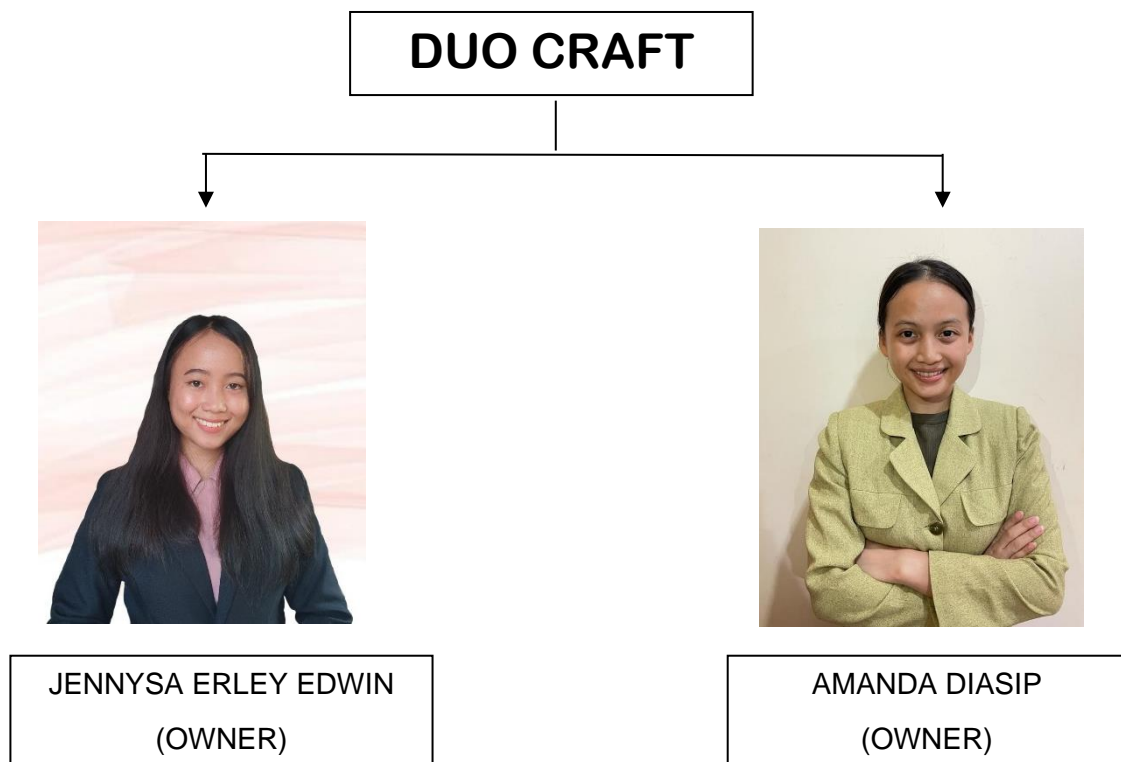 DUO CRAFT
JENNYSA ERLEY EDWIN
(OWNER)
AMANDA DIASIP
(OWNER)